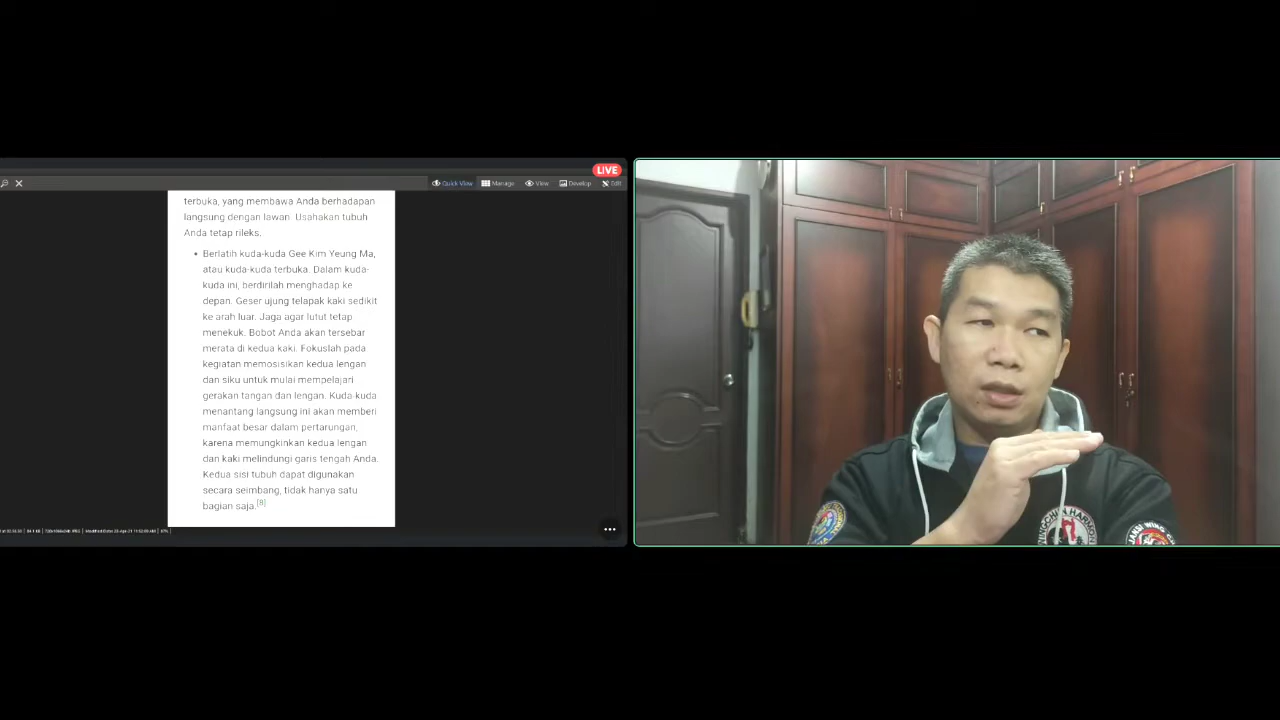 LIVE
Quick View Manage View Develop Edit
terbuka, yang membawa Anda berhadapan
langsung dengan lawan. Usahakan tubuh
Anda tetap rileks.
• Berlatih kuda-kuda Gee Kim Yeung Ma,
atau kuda-kuda terbuka. Dalam kuda-
kuda ini, berdirilah menghadap ke
depan. Geser ujung telapak kaki sedikit
ke arah luar. Jaga agar lutut tetap
menekuk. Bobot Anda akan tersebar
merata di kedua kaki. Fokuslah pada
kegiatan memosisikan kedua lengan
dan siku untuk mulai mempelajari
gerakan tangan dan lengan. Kuda-kuda
menantang langsung ini akan memberi
manfaat besar dalam pertarungan,
karena memungkinkan kedua lengan
dan kaki melindungi garis tengah Anda.
Kedua sisi tubuh dapat digunakan
secara seimbang, tidak hanya satu
bagian saja.[8]